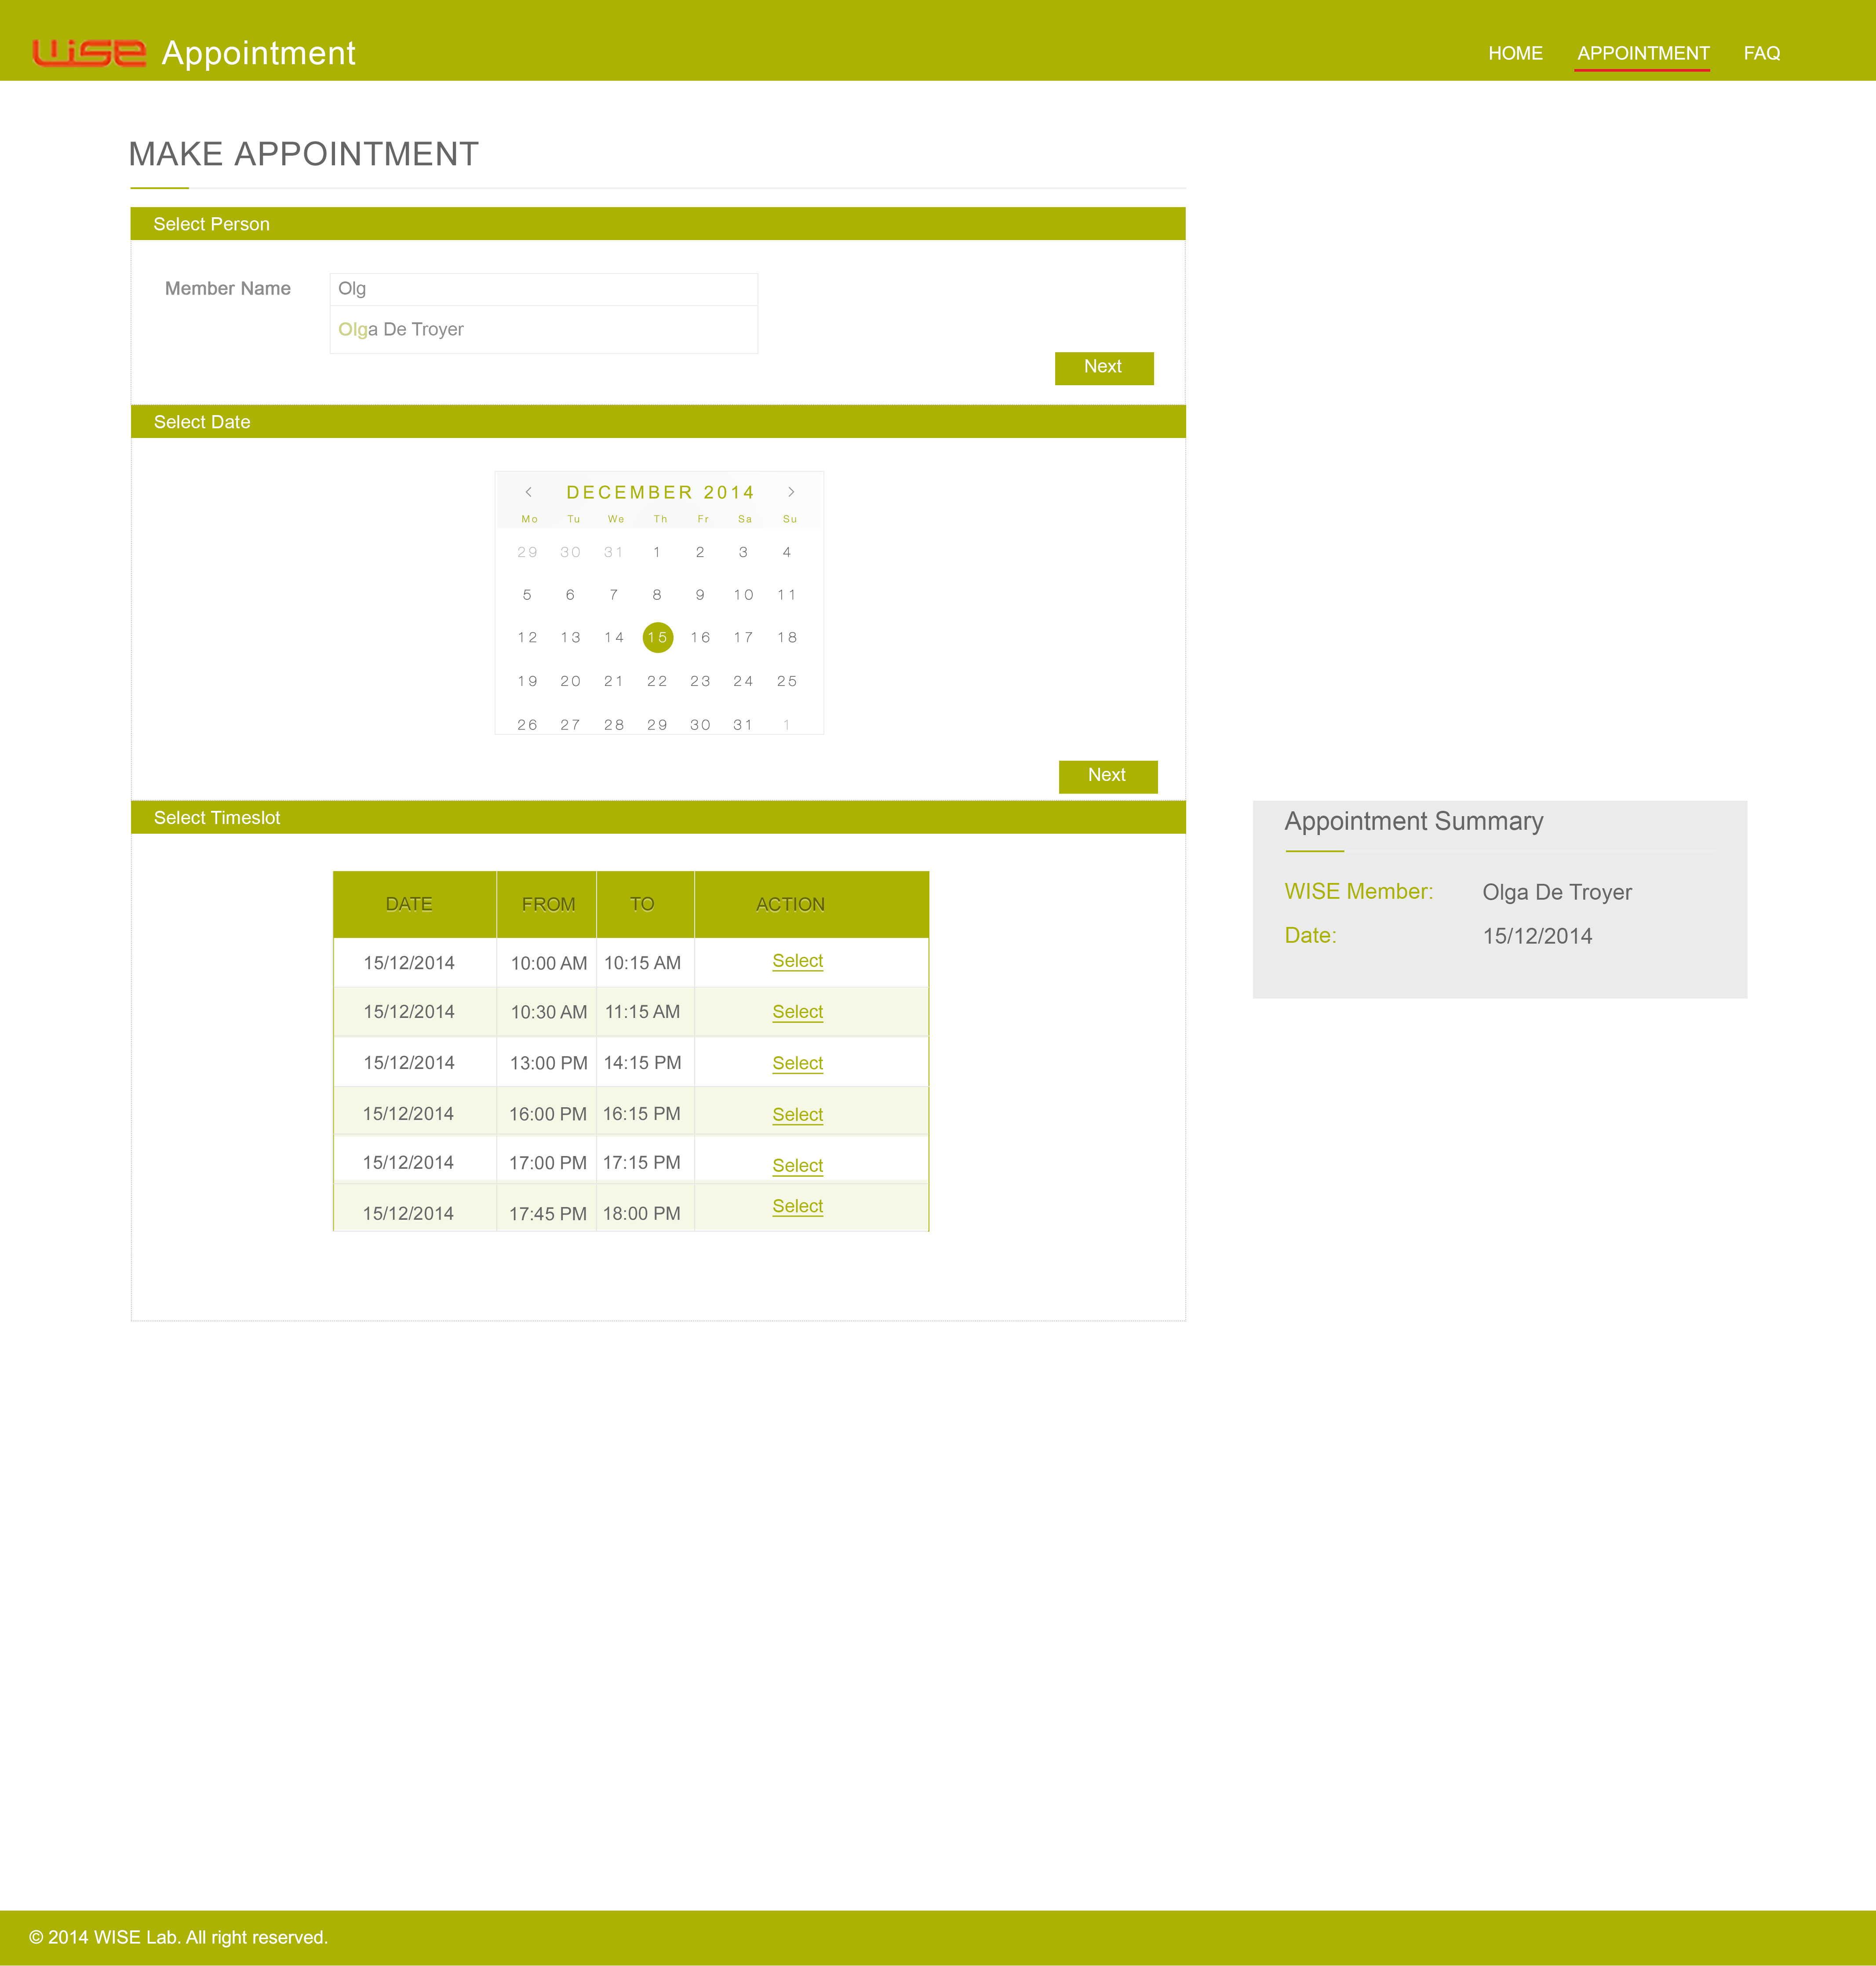 WiSE Appointment HOME APPOINTMENT FAQ
MAKE APPOINTMENT
Select Person
Member Name Olg
Olga De Troyer
Next
Select Date
DECEMBER 2014
Mo Tu We Th Fr Sa Su
29 30 31 1 2 3 4
5 6 7 8 9 10 11
12 13 14 15 16 17 18
19 20 21 22 23 24 25
26 27 28 29 30 31 1
Next
Select Timeslot
DATE FROM TO ACTION
15/12/2014 10:00 AM 10:15 AM Select
15/12/2014 10:30 AM 11:15 AM Select
15/12/2014 13:00 PM 14:15 PM Select
15/12/2014 16:00 PM 16:15 PM Select
15/12/2014 17:00 PM 17:15 PM Select
15/12/2014 17:45 PM 18:00 PM Select
Appointment Summary
WISE Member: Olga De Troyer
Date: 15/12/2014
© 2014 WISE Lab. All right reserved.